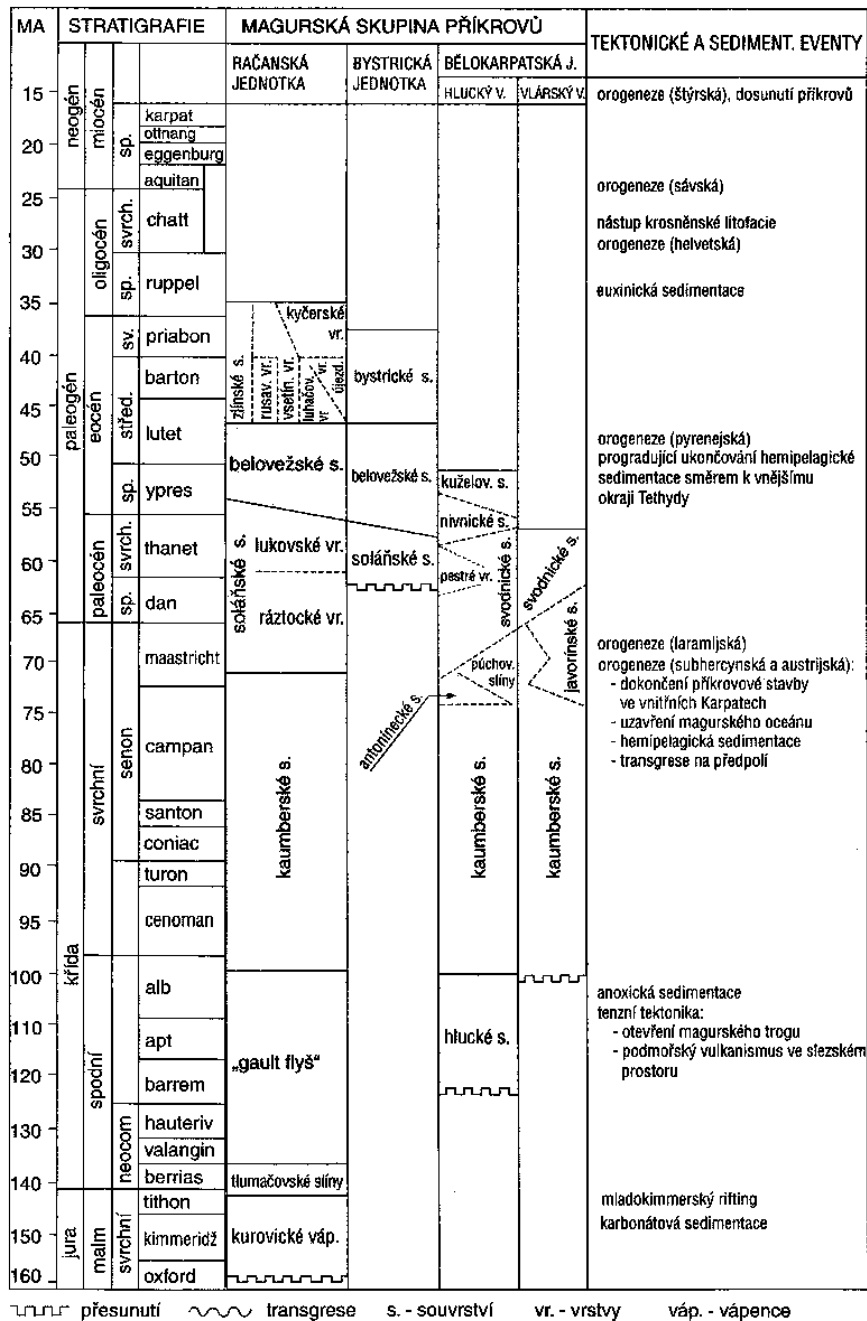 MA
STRATIGRAFIE
MAGURSKÁ SKUPINA PŘÍKROVŮ
TEKTONICKÉ A SEDIMENT. EVENTY
RAČANSKÁ
JEDNOTKA
BYSTRICKÁ
JEDNOTKA
BĚLOKARPATSKÁ J.
HLUCKÝ V.
VLÁRSKÝ V.
15
20
25
30
35
40
45
50
55
60
65
70
75
80
85
90
95
100
110
120
130
140
150
160
neogén
paleogén
křída
jura
miocén
oligocén
eocén
paleocén
svrchní
spodní
malm
sp.
svrch.
sp.
sv.
střed.
sp.
svrch.
sp.
senon
neocom
svrchní
karpat
ottnang
eggenburg
aquitan
chatt
ruppel
priabon
barton
lutet
ypres
thanet
dan
maastricht
campan
santon
coniac
turon
cenoman
alb
apt
barrem
hauteriv
valangin
berrias
tithon
kimmeridž
oxford
kyčerské
vr.
zlínské s.
rusav. vr.
vsetín. vr.
luhačov.
vr.
újezd.
vr.
belovežské s.
soláňské s.
lukovské vr.
ráztocké vr.
kaumberské s.
„gault flyš“
tlumačovské slíny
kurovické váp.
bystrické s.
belovežské s.
soláňské s.
antonínecké s.
kuželov. s.
nivnické s.
pestré vr.
svodnické s.
púchov.
slíny
kaumberské s.
hlucké s.
svodnické s.
javorinské s.
kaumberské s.
orogeneze (štýrská), dosunutí příkrovů
orogeneze (sávská)
nástup krosněnské litofacie
orogeneze (helvetská)
euxinická sedimentace
orogeneze (pyrenejská)
progradující ukončování hemipelagické
sedimentace směrem k vnějšímu
okraji Tethydy
orogeneze (laramijská)
orogeneze (subhercynská a austrijská):
- dokončení příkrovové stavby
ve vnitřních Karpatech
- uzavření magurského oceánu
- hemipelagická sedimentace
- transgrese na předpolí
anoxická sedimentace
tenzní tektonika:
- otevření magurského trogu
- podmořský vulkanismus ve slezském
prostoru
mladokimmerský rifting
karbonátová sedimentace
přesunutí
transgrese
s. - souvrství
vr. - vrstvy
váp. - vápence